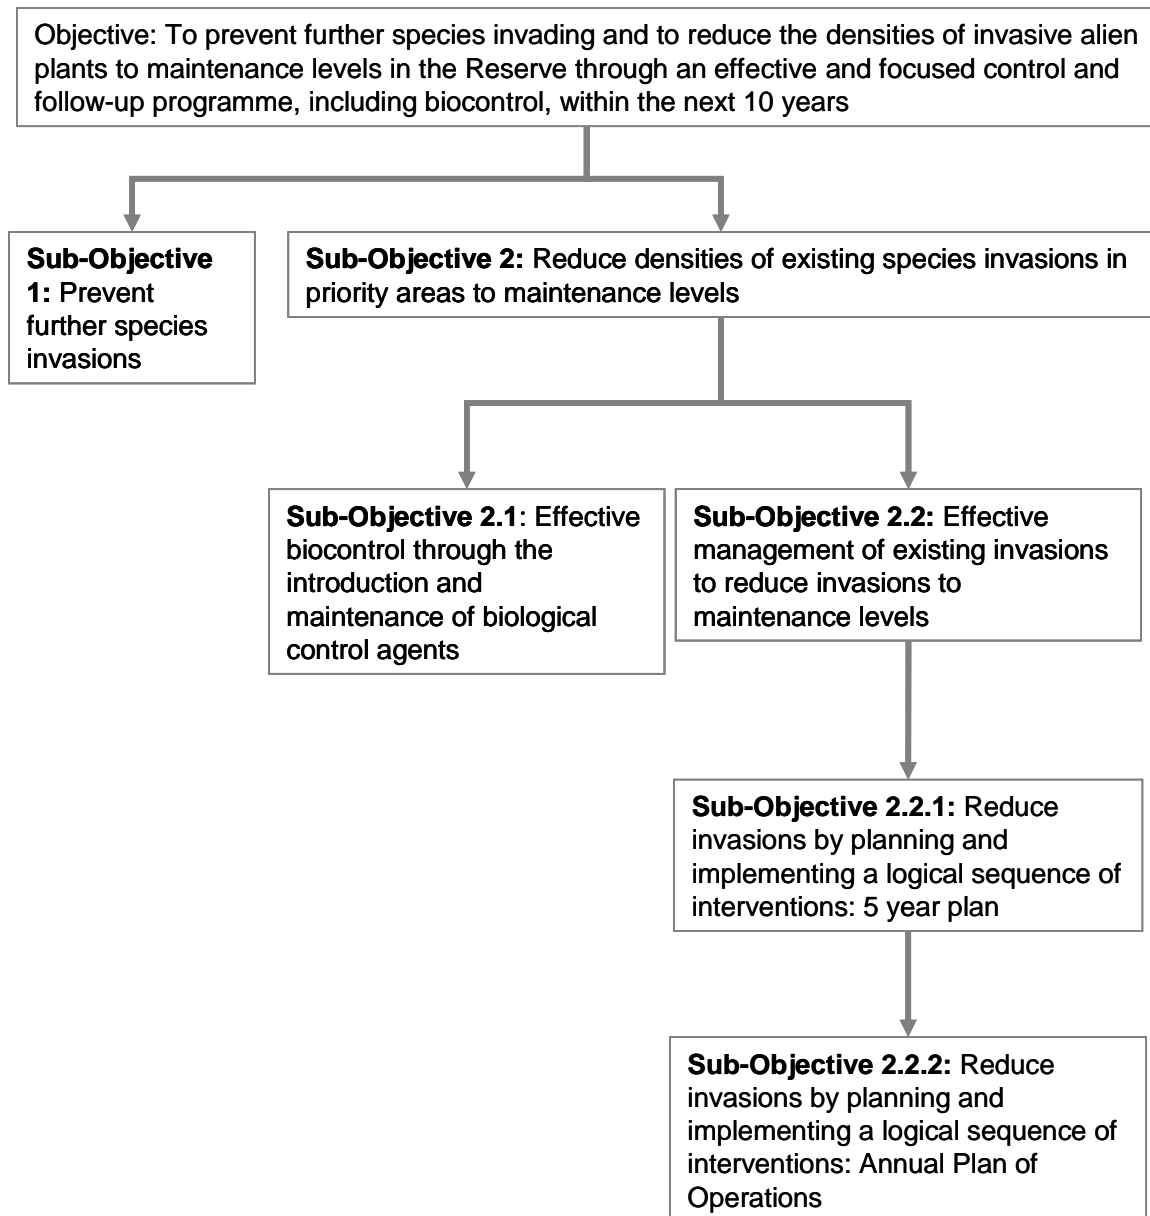 Objective: To prevent further species invading and to reduce the densities of invasive alien
plants to maintenance levels in the Reserve through an effective and focused control and
follow-up programme, including biocontrol, within the next 10 years
Sub-Objective
1: Prevent
further species
invasions
Sub-Objective 2: Reduce densities of existing species invasions in
priority areas to maintenance levels
Sub-Objective 2.1: Effective
biocontrol through the
introduction and
maintenance of biological
control agents
Sub-Objective 2.2: Effective
management of existing invasions
to reduce invasions to
maintenance levels
Sub-Objective 2.2.1: Reduce
invasions by planning and
implementing a logical sequence of
interventions: 5 year plan
Sub-Objective 2.2.2: Reduce
invasions by planning and
implementing a logical sequence of
interventions: Annual Plan of
Operations